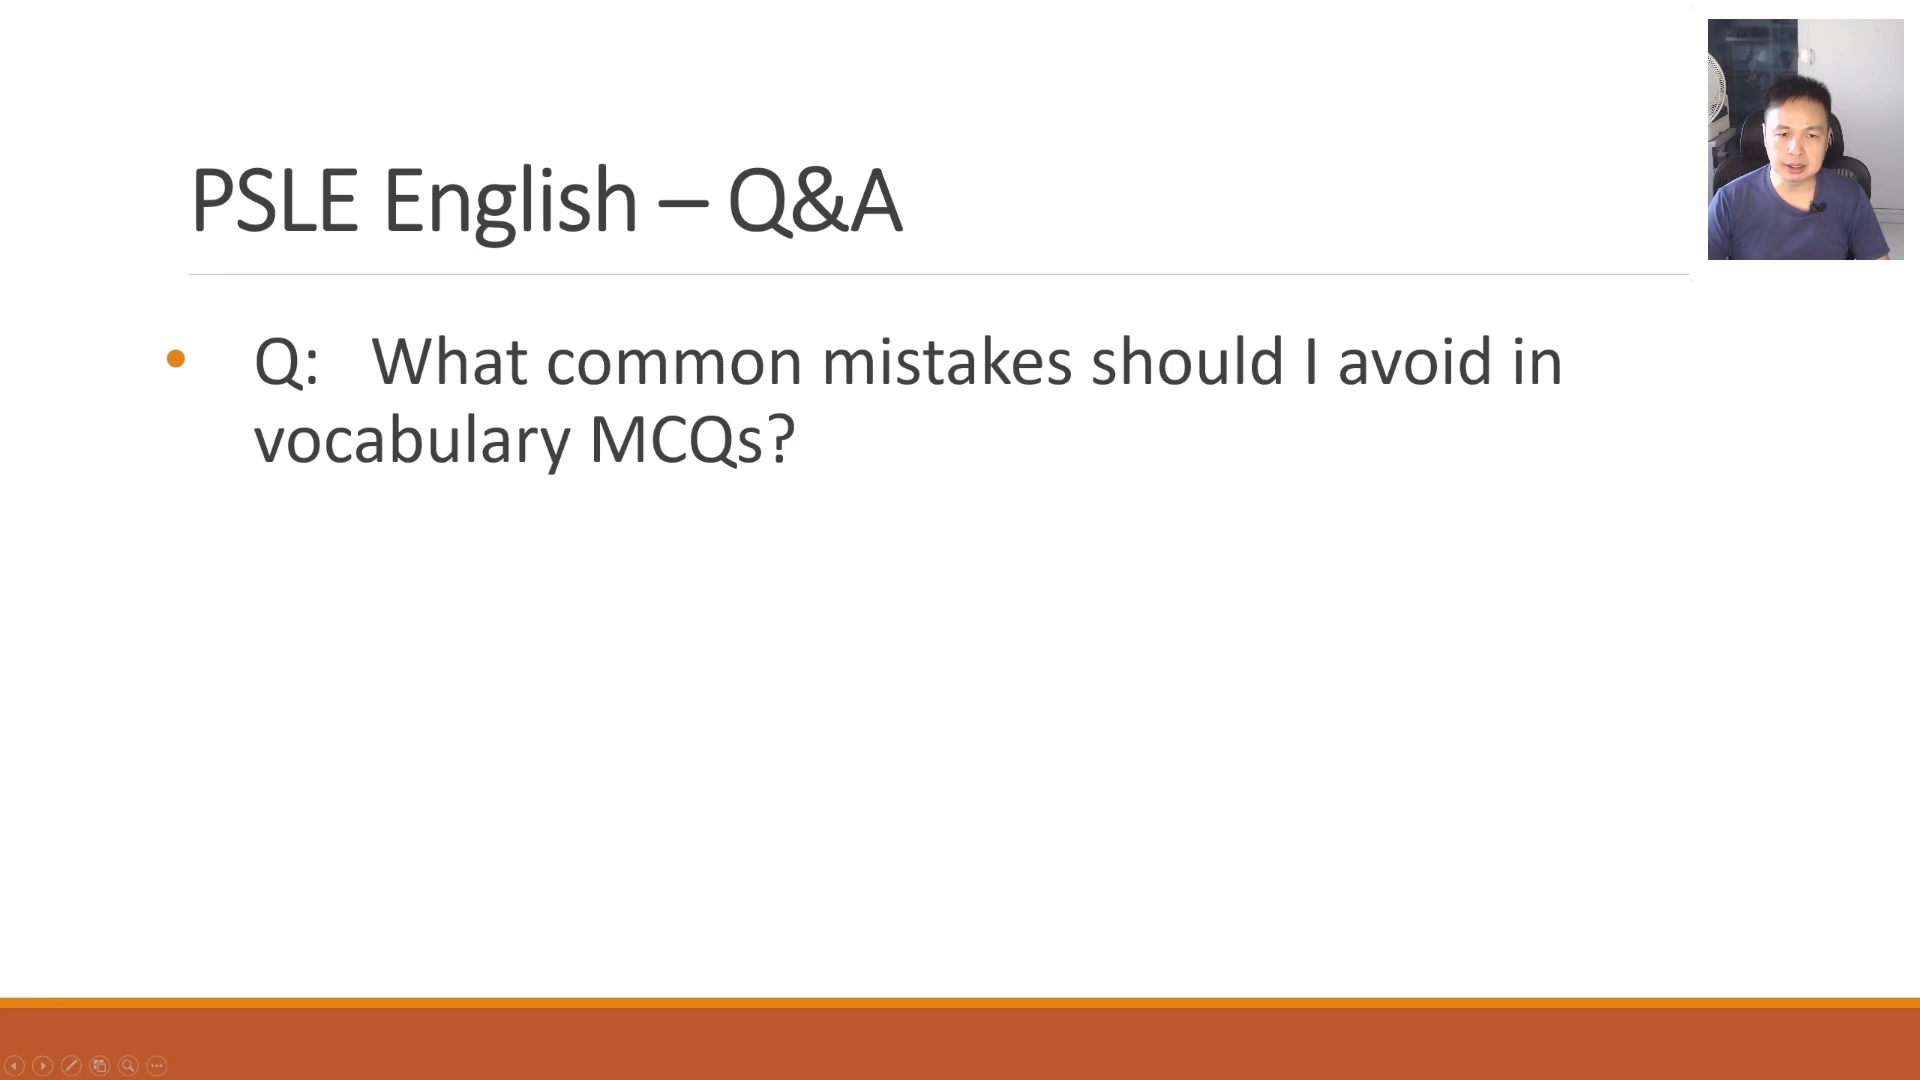 PSLE English – Q&A
• Q: What common mistakes should I avoid in
vocabulary MCQs?